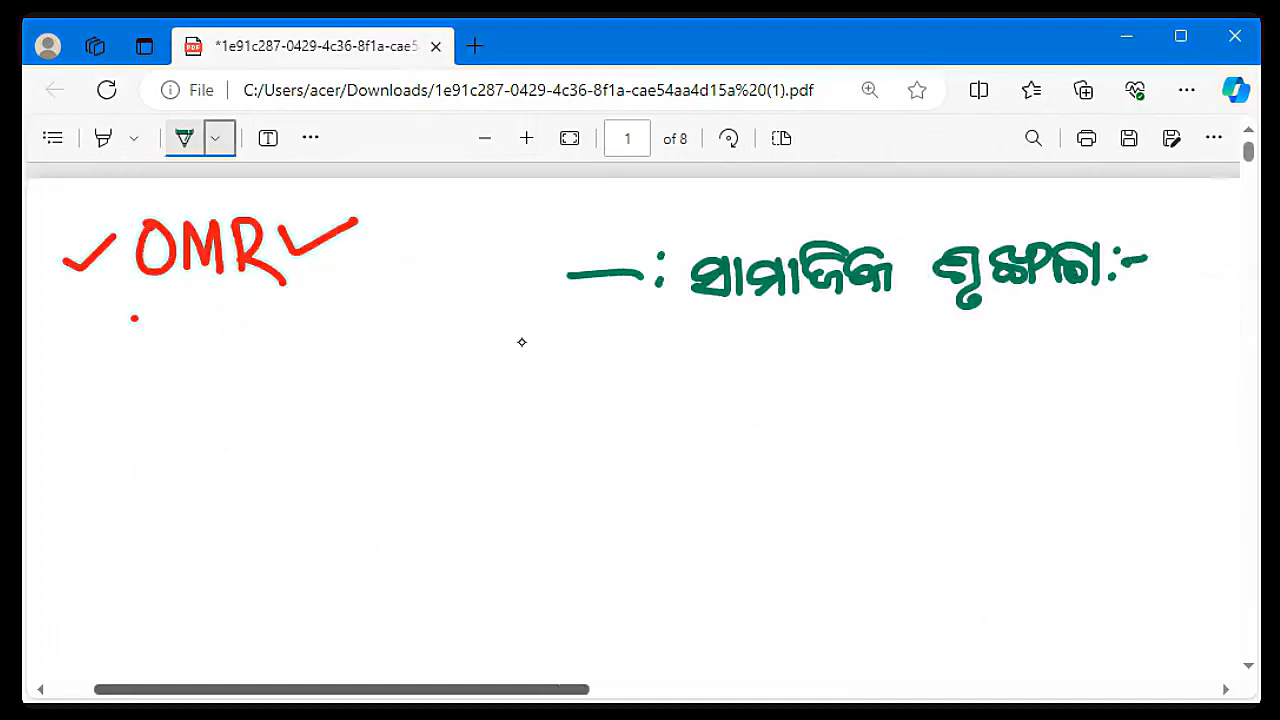 *1e91c287-0429-4c36-8f1a-cae5
File C:/Users/acer/Downloads/1e91c287-0429-4c36-8f1a-cae54aa4d15a%20(1).pdf
1 of 8
OMR
—: ସାମାଜିକ :-